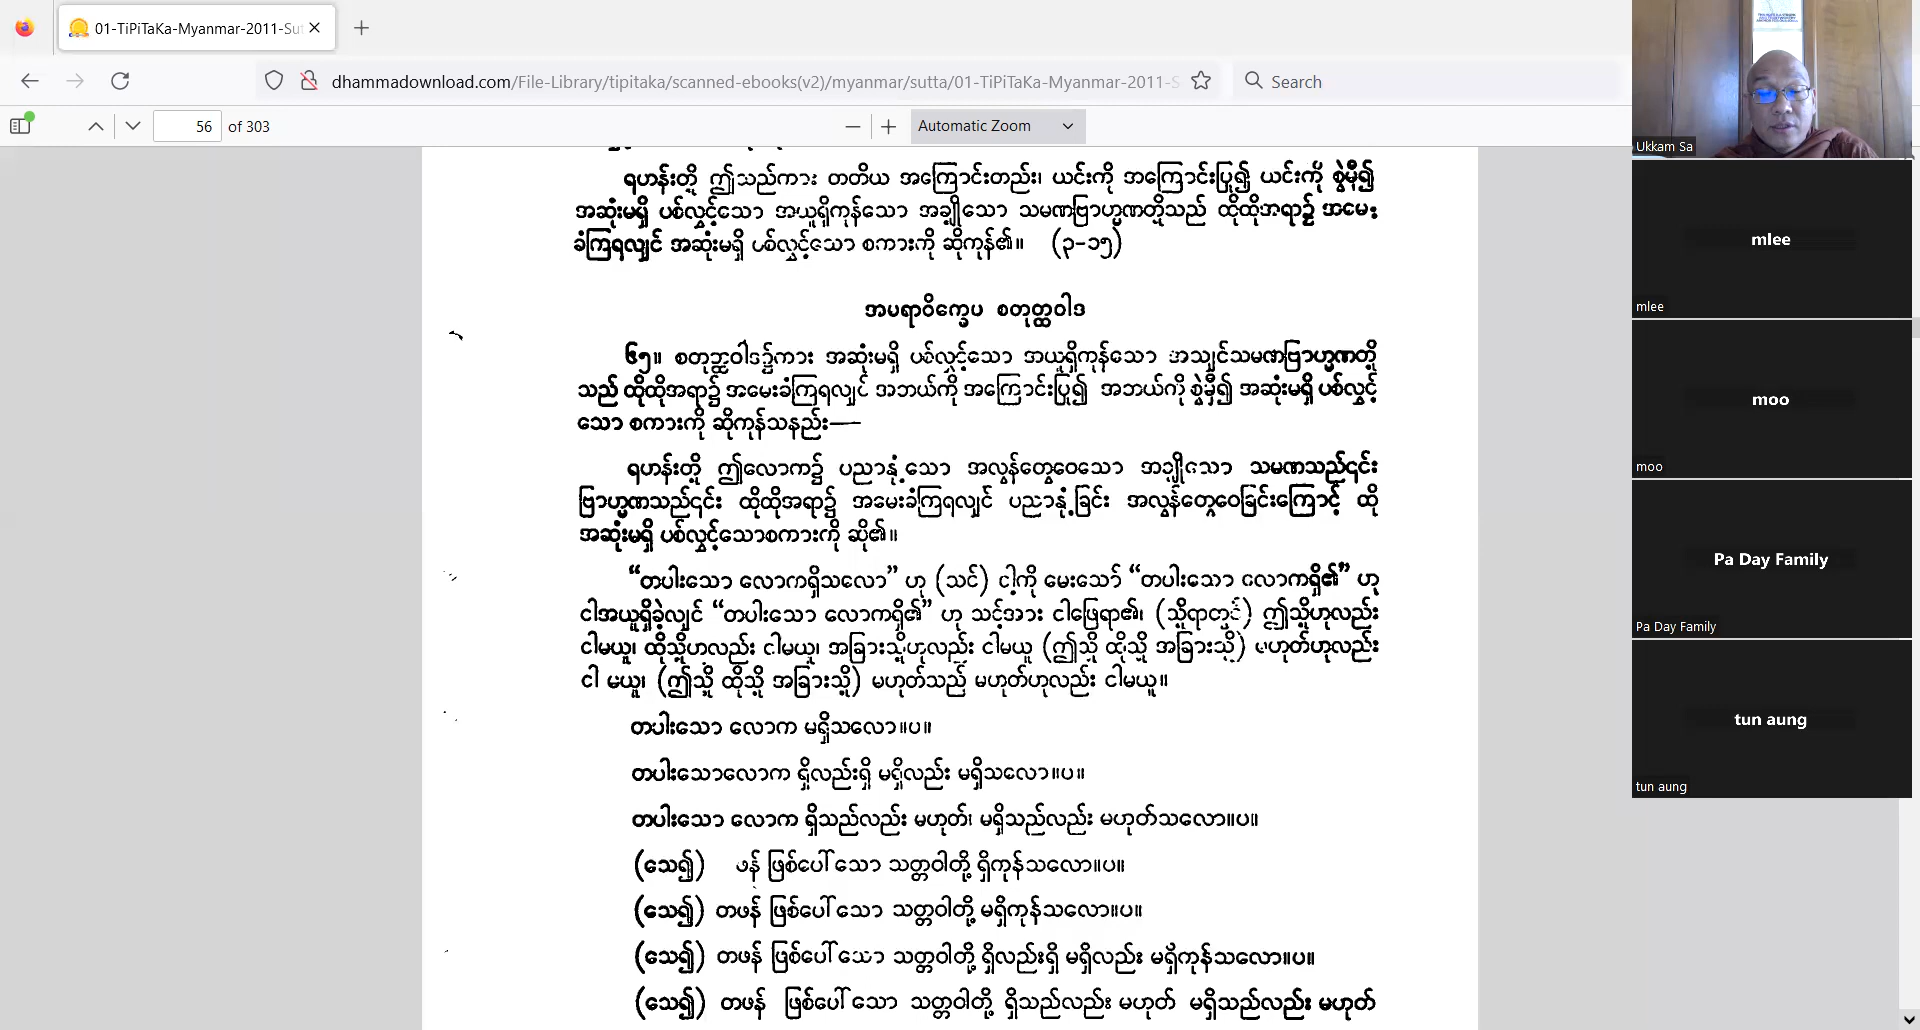 01-TiPiTaKa-Myanmar-2011-Sut
dhammadownload.com/File-Library/tipitaka/scanned-ebooks(v2)/myanmar/sutta/01-TiPiTaKa-Myanmar-2011-S
Search
56 of 303
Automatic Zoom
ရဟန်းတို့ ဤသည်ကား တတိယ အကြောင်းတည်း၊ ယင်းကို အကြောင်းပြု၍ ယင်းကို စွဲမှီ၍
အဆုံးမရှိ ပစ်လွှင့်သော အယူရှိကုန်သော အချို့သော သမဏဗြာဟ္မဏတို့သည် ထိုထိုအရာ၌ အမေး
ခံကြရလျှင် အဆုံးမရှိ ပစ်လွှင့်သော စကားကို ဆိုကုန်၏။ (၃-၁၅)
အမရာဝိက္ခေပ စတုတ္ထဝါဒ
၆၅။ စတုတ္ထဝါဒ၌ကား အဆုံးမရှိ ပစ်လွှင့်သော အယူရှိကုန်သော အသျှင်သမဏဗြာဟ္မဏတို့
သည် ထိုထိုအရာ၌ အမေးခံကြရလျှင် အဘယ်ကို အကြောင်းပြု၍ အဘယ်ကို စွဲမှီ၍ အဆုံးမရှိ ပစ်လွှင့်
သော စကားကို ဆိုကုန်သနည်း—
ရဟန်းတို့ ဤလောက၌ ပညာနုံ့သော အလွန်တွေဝေသော အချို့သော သမဏသည်၎င်း
ဗြာဟ္မဏသည်၎င်း ထိုထိုအရာ၌ အမေးခံကြရလျှင် ပညာနုံ့ခြင်း အလွန်တွေဝေခြင်းကြောင့် ထို
အဆုံးမရှိ ပစ်လွှင့်သောစကားကို ဆို၏။
“တပါးသော လောကရှိသလော” ဟု (သင်) ငါ့ကို မေးသော် “တပါးသော လောကရှိ၏” ဟု
ငါအယူရှိခဲ့လျှင် “တပါးသော လောကရှိ၏” ဟု သင့်အား ငါဖြေရာ၏၊ (သို့ရာတွင်) ဤသို့ဟုလည်း
ငါမယူ၊ ထိုသို့ဟုလည်း ငါမယူ၊ အခြားသို့ဟုလည်း ငါမယူ (ဤသို့ ထိုသို့ အခြားသို့) မဟုတ်ဟုလည်း
ငါ မယူ၊ (ဤသို့ ထိုသို့ အခြားသို့) မဟုတ်သည် မဟုတ်ဟုလည်း ငါမယူ။
တပါးသော လောက မရှိသလော။ပ။
တပါးသောလောက ရှိလည်းရှိ မရှိလည်း မရှိသလော။ပ။
တပါးသော လောက ရှိသည်လည်း မဟုတ်၊ မရှိသည်လည်း မဟုတ်သလော။ပ။
(သေ၍) ဖန် ဖြစ်ပေါ်သော သတ္တဝါတို့ ရှိကုန်သလော။ပ။
(သေ၍) တဖန် ဖြစ်ပေါ်သော သတ္တဝါတို့ မရှိကုန်သလော။ပ။
(သေ၍) တဖန် ဖြစ်ပေါ်သော သတ္တဝါတို့ ရှိလည်းရှိ မရှိလည်း မရှိကုန်သလော။ပ။
(သေ၍) တဖန် ဖြစ်ပေါ်သော သတ္တဝါတို့ ရှိသည်လည်း မဟုတ် မရှိသည်လည်း မဟုတ်
Ukkam Sa
mlee
mlee
moo
moo
Pa Day Family
Pa Day Family
tun aung
tun aung